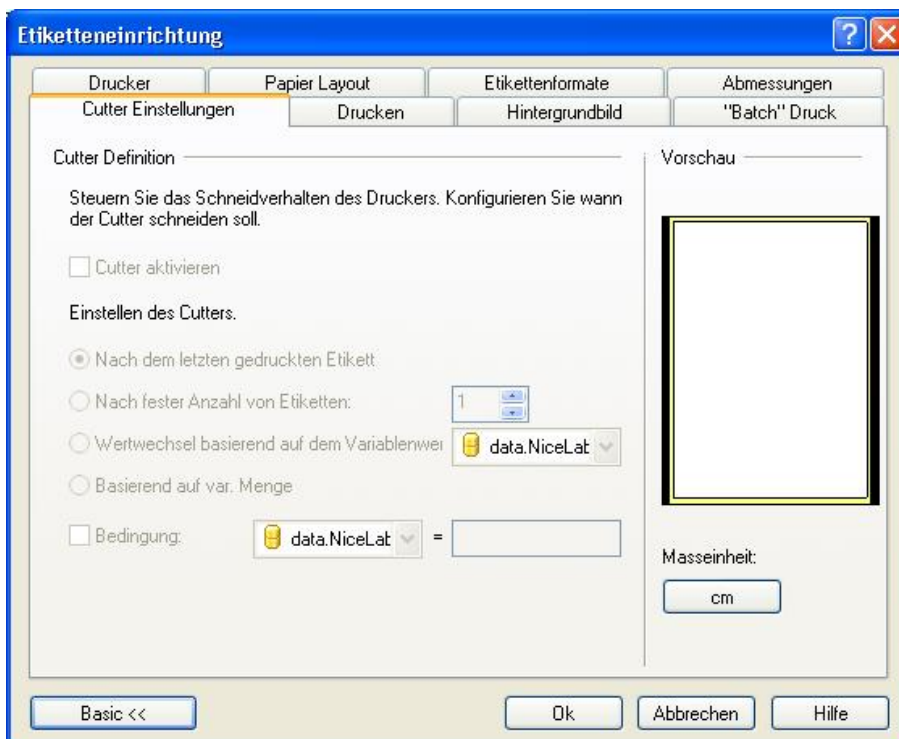 Etiketteneinrichtung
Drucker Papier Layout Etikettenformate Abmessungen
Cutter Einstellungen Drucken Hintergrundbild "Batch" Druck
Cutter Definition
Steuern Sie das Schneidverhalten des Druckers. Konfigurieren Sie wann
der Cutter schneiden soll.
Cutter aktivieren
Einstellen des Cutters.
Nach dem letzten gedruckten Etikett
Nach fester Anzahl von Etiketten: 1
Wertwechsel basierend auf dem Variablenwer data.NiceLab
Basierend auf var. Menge
Bedingung: data.NiceLab =
Vorschau
Masseinheit:
cm
Basic << Ok Abbrechen Hilfe